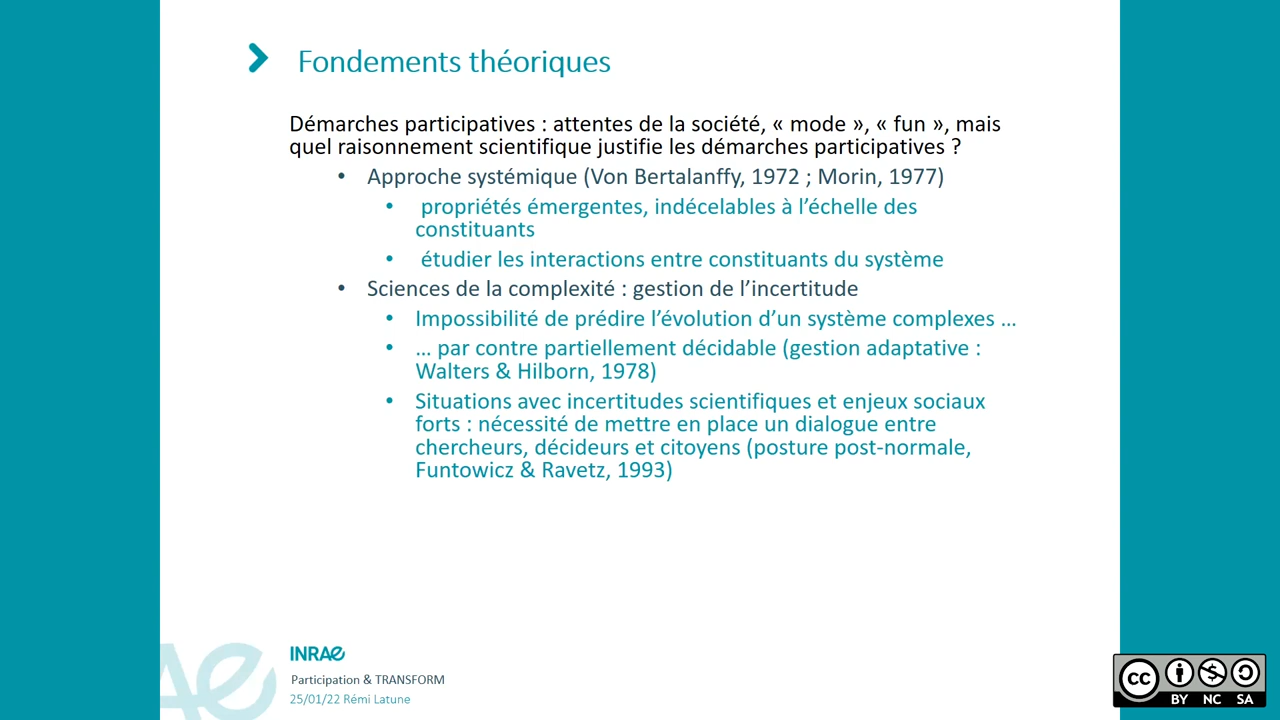 Fondements théoriques
Démarches participatives : attentes de la société, « mode », « fun », mais
quel raisonnement scientifique justifie les démarches participatives ?
• Approche systémique (Von Bertalanffy, 1972 ; Morin, 1977)
• propriétés émergentes, indécelables à l’échelle des
constituants
• étudier les interactions entre constituants du système
• Sciences de la complexité : gestion de l’incertitude
• Impossibilité de prédire l’évolution d’un système complexes …
• … par contre partiellement décidable (gestion adaptative :
Walters & Hilborn, 1978)
• Situations avec incertitudes scientifiques et enjeux sociaux
forts : nécessité de mettre en place un dialogue entre
chercheurs, décideurs et citoyens (posture post-normale,
Funtowicz & Ravetz, 1993)
INRAE
Participation & TRANSFORM
25/01/22 Rémi Latune
CC BY NC SA